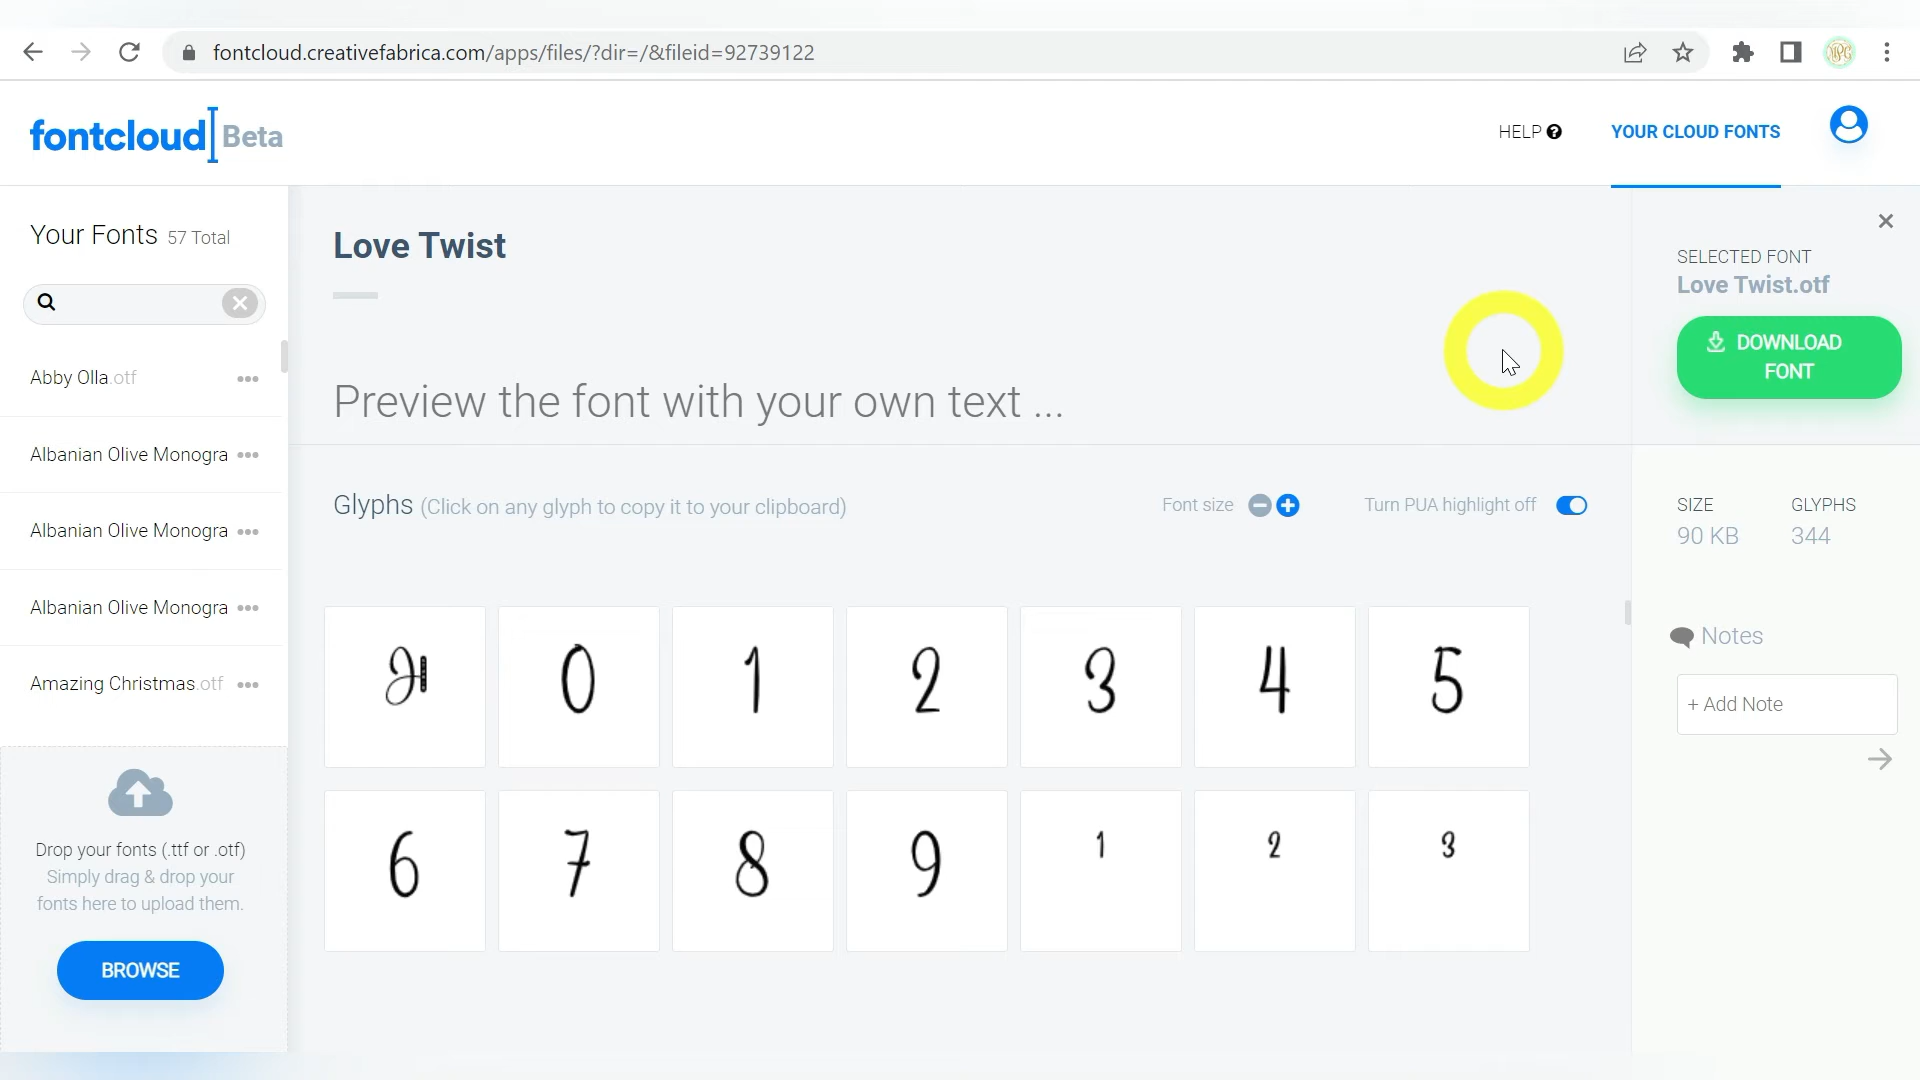 fontcloud.creativefabrica.com/apps/files/?dir=/&fileid=92739122
fontcloud Beta
HELP ?
YOUR CLOUD FONTS
Your Fonts 57 Total
Abby Olla.otf
Albanian Olive Monogra
Albanian Olive Monogra
Albanian Olive Monogra
Amazing Christmas.otf
Drop your fonts (.ttf or .otf)
Simply drag & drop your
fonts here to upload them.
BROWSE
Love Twist
Preview the font with your own text ...
Glyphs (Click on any glyph to copy it to your clipboard)
Font size
Turn PUA highlight off
0 1 2 3 4 5
6 7 8 9 1 2 3
SELECTED FONT
Love Twist.otf
DOWNLOAD
FONT
SIZE GLYPHS
90 KB 344
Notes
+ Add Note